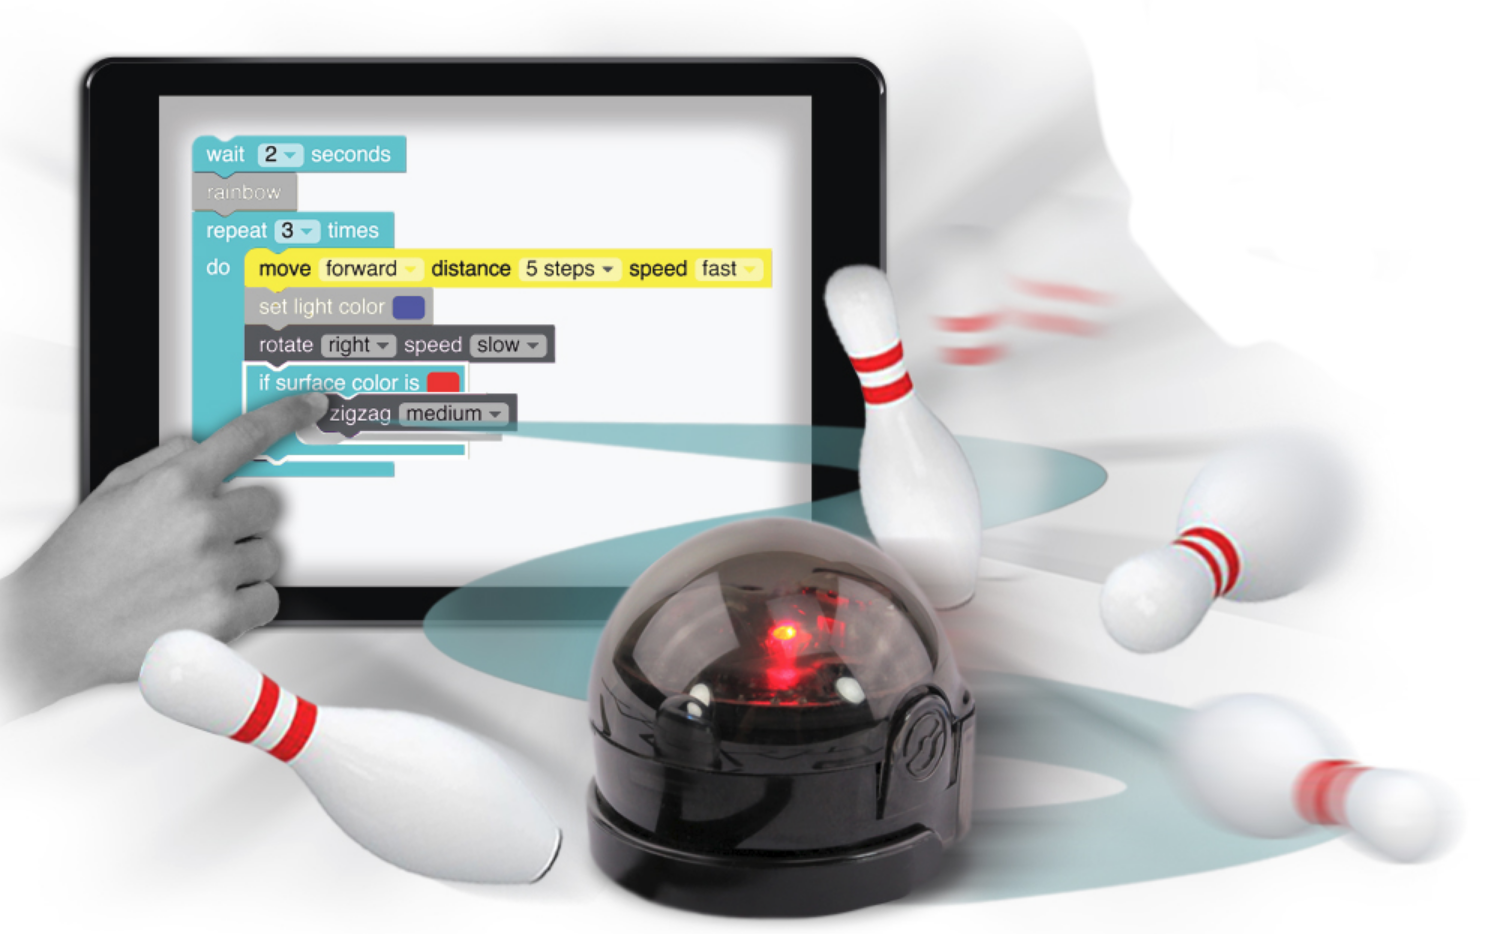 wait 2 seconds
rainbow
repeat 3 times
do move forward distance 5 steps speed fast
set light color
rotate right speed slow
if surface color is
zigzag medium